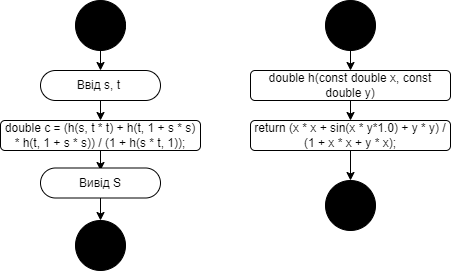 Ввід s, t
double c = (h(s, t * t) + h(t, 1 + s * s)
* h(t, 1 + s * s)) / (1 + h(s * t, 1));
Вивід S
double h(const double x, const
double y)
return (x * x + sin(x * y*1.0) + y * y) /
(1 + x * x + y * x);